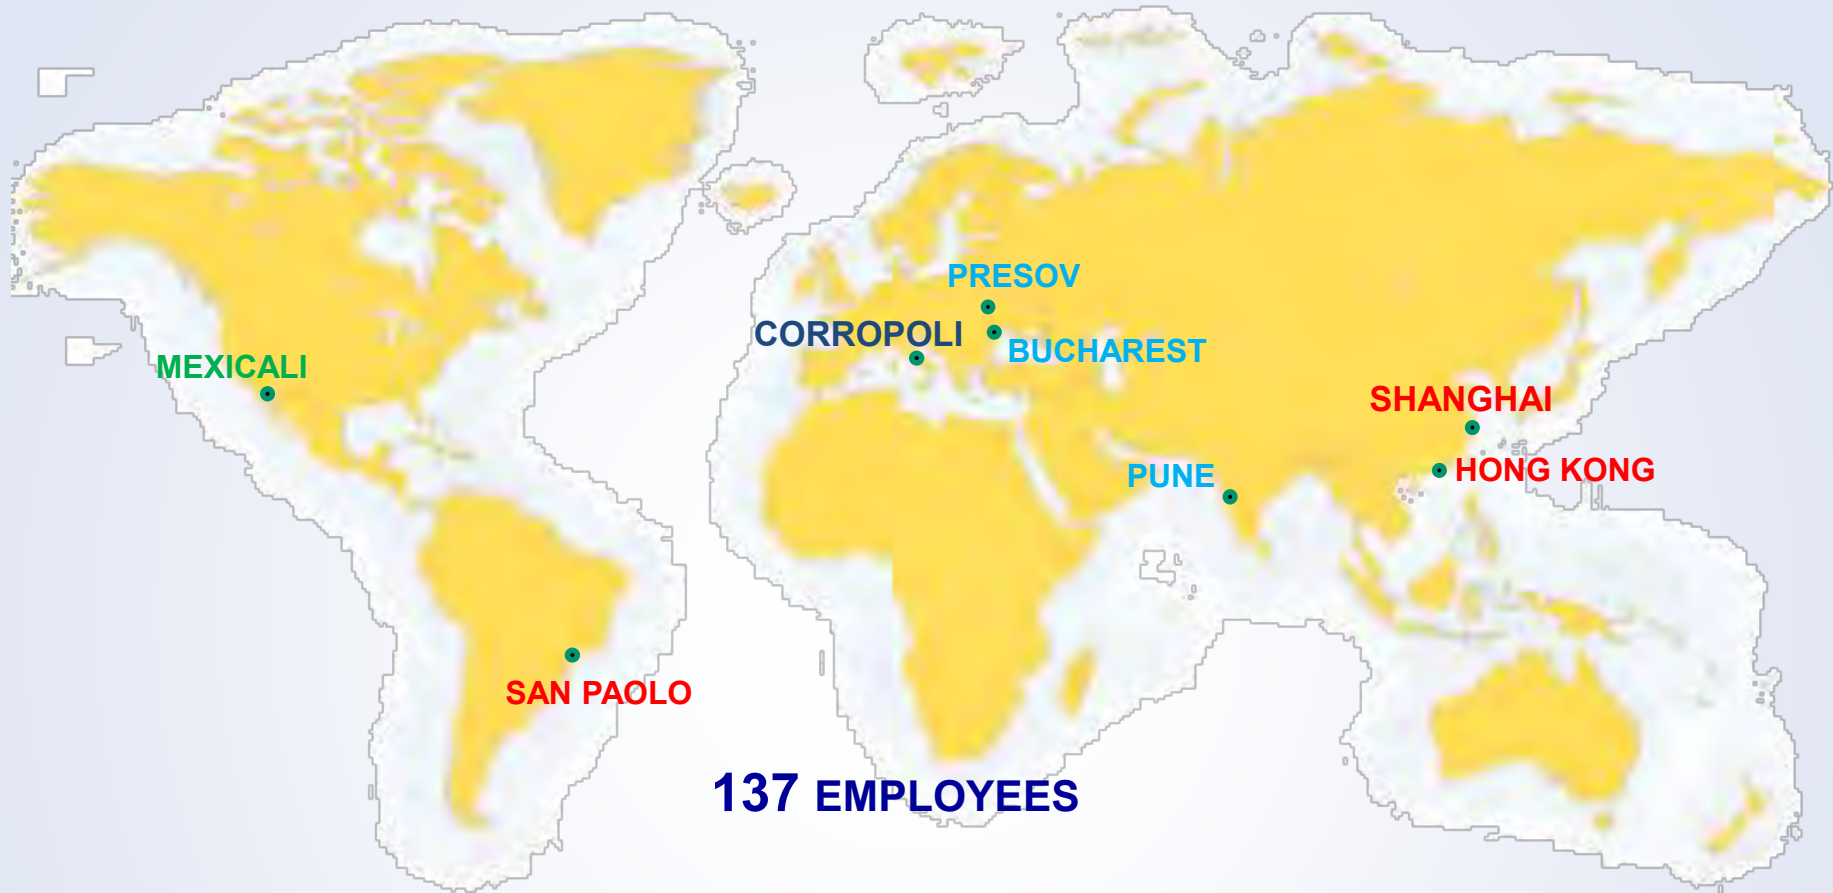 PRESOV
CORROPOLI
BUCHAREST
MEXICALI
SHANGHAI
PUNE
HONG KONG
SAN PAOLO
137 EMPLOYEES